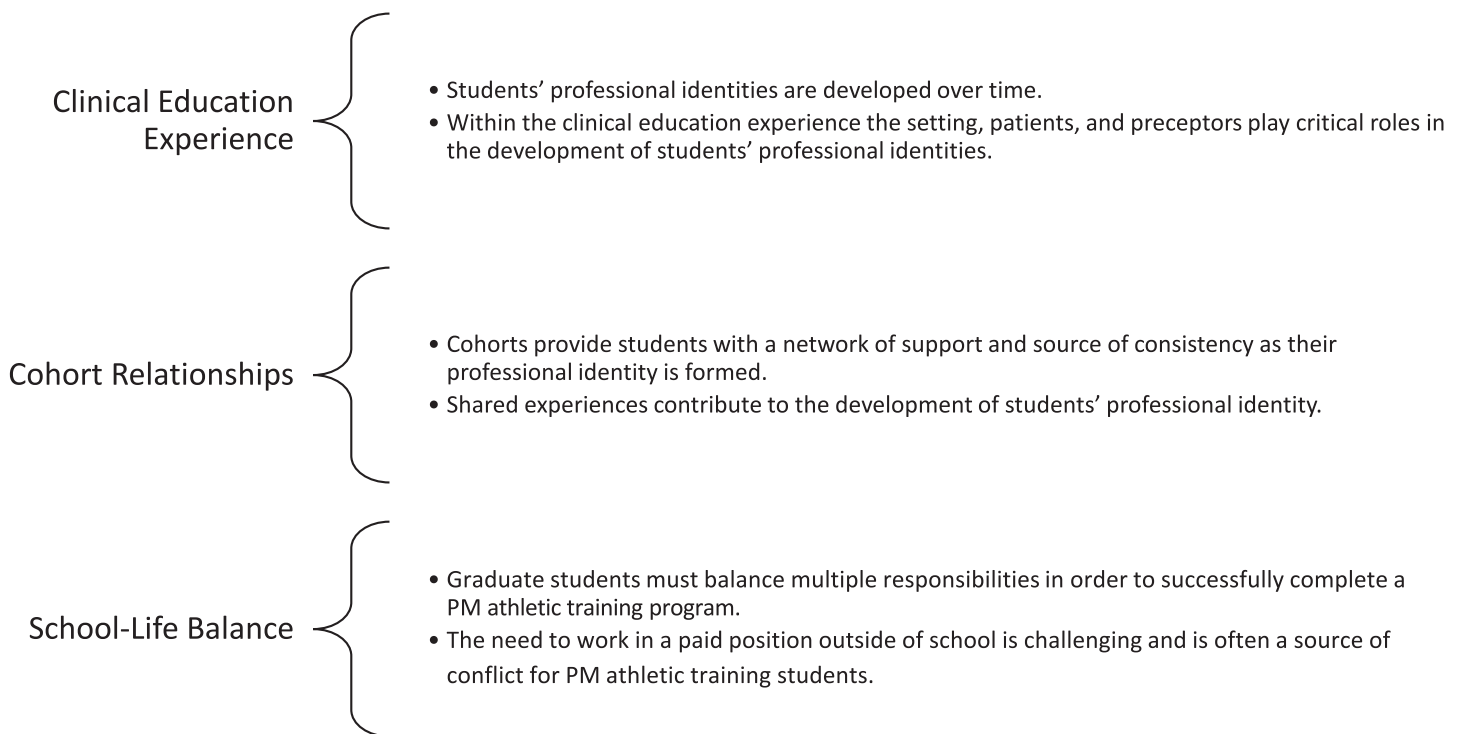 Clinical Education
Experience
• Students’ professional identities are developed over time.
• Within the clinical education experience the setting, patients, and preceptors play critical roles in
the development of students’ professional identities.
Cohort Relationships
• Cohorts provide students with a network of support and source of consistency as their
professional identity is formed.
• Shared experiences contribute to the development of students’ professional identity.
School-Life Balance
• Graduate students must balance multiple responsibilities in order to successfully complete a
PM athletic training program.
• The need to work in a paid position outside of school is challenging and is often a source of
conflict for PM athletic training students.